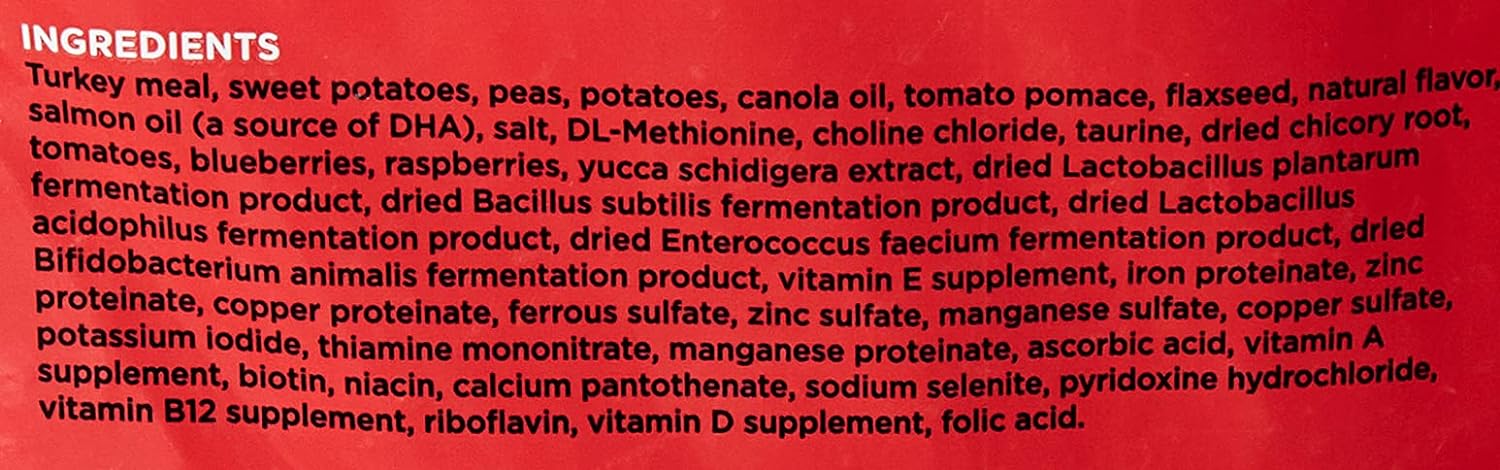 INGREDIENTS
Turkey meal, sweet potatoes, peas, potatoes, canola oil, tomato pomace, flaxseed, natural flavor,
salmon oil (a source of DHA), salt, DL-Methionine, choline chloride, taurine, dried chicory root,
tomatoes, blueberries, raspberries, yucca schidigera extract, dried Lactobacillus plantarum
fermentation product, dried Bacillus subtilis fermentation product, dried Lactobacillus
acidophilus fermentation product, dried Enterococcus faecium fermentation product, dried
Bifidobacterium animalis fermentation product, vitamin E supplement, iron proteinate, zinc
proteinate, copper proteinate, ferrous sulfate, zinc sulfate, manganese sulfate, copper sulfate,
potassium iodide, thiamine mononitrate, manganese proteinate, ascorbic acid, vitamin A
supplement, biotin, niacin, calcium pantothenate, sodium selenite, pyridoxine hydrochloride,
vitamin B12 supplement, riboflavin, vitamin D supplement, folic acid.